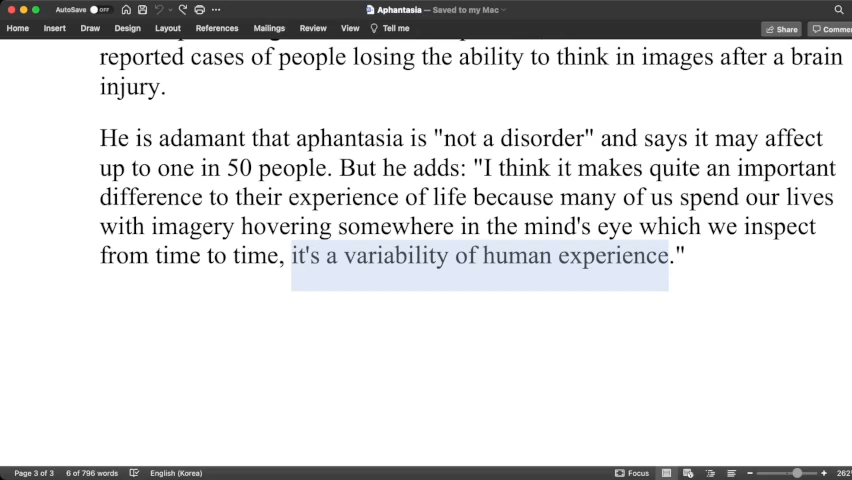 AutoSave OFF
Aphantasia — Saved to my Mac
Home Insert Draw Design Layout References Mailings Review View Tell me Share
reported cases of people losing the ability to think in images after a brain
injury.
He is adamant that aphantasia is "not a disorder" and says it may affect
up to one in 50 people. But he adds: "I think it makes quite an important
difference to their experience of life because many of us spend our lives
with imagery hovering somewhere in the mind's eye which we inspect
from time to time, it's a variability of human experience."
Page 3 of 3 6 of 796 words English (Korea) Focus